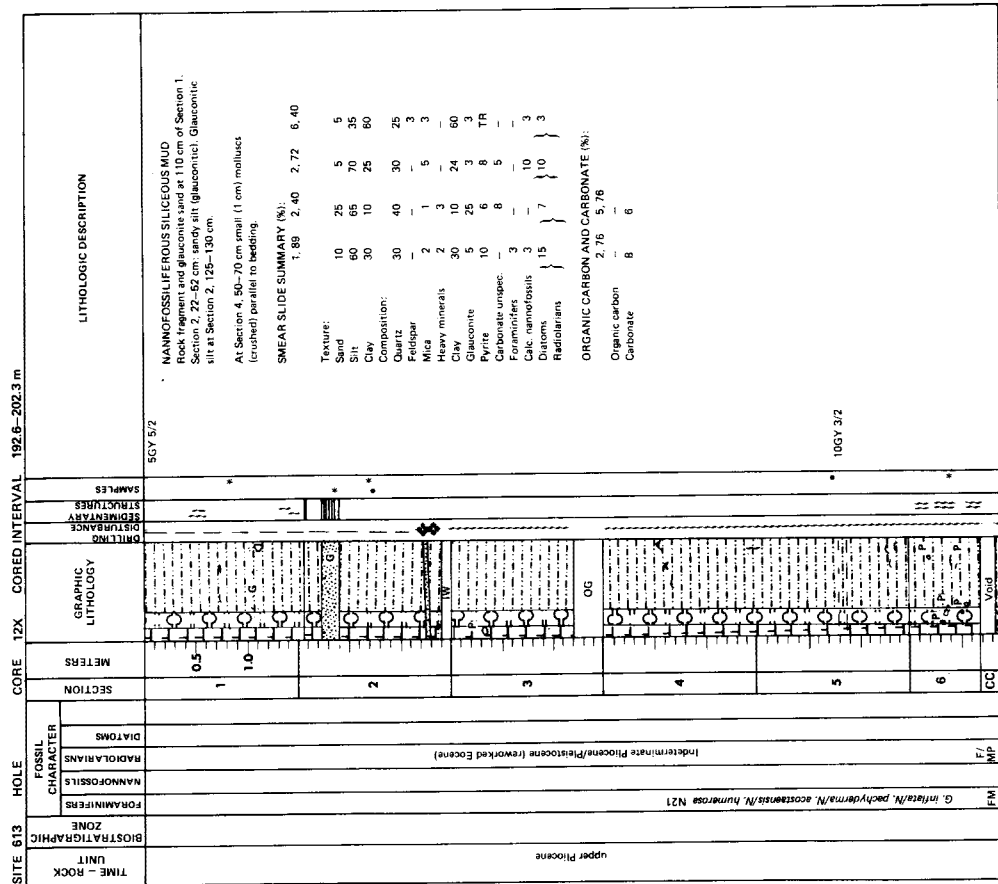 SITE 613 HOLE CORE 12X CORED INTERVAL 192.6–202.3 m
TIME – ROCK UNIT
BIOSTRATIGRAPHIC ZONE
FOSSIL CHARACTER
FORAMINIFERS
NANNOFOSSILS
RADIOLARIANS
DIATOMS
SECTION
METERS
GRAPHIC LITHOLOGY
DRILLING DISTURBANCE
SEDIMENTARY STRUCTURES
SAMPLES
LITHOLOGIC DESCRIPTION
upper Pliocene
G. inflata/N. pachyderma/N. acostaensis/N. humerosa N21
FM
Indeterminate Pliocene/Pleistocene (reworked Eocene)
F/MP
1
2
3
4
5
6
CC
0.5
1.0
G
G
IW
P
OG
P
P
P
P
P
Void
*
*
*
•
•
*
5GY 5/2
10GY 3/2
NANNOFOSSILIFEROUS SILICEOUS MUD
Rock fragment and glauconite sand at 110 cm of Section 1.
Section 2, 22–52 cm: sandy silt (glauconitic). Glauconitic
silt at Section 2, 125–130 cm.
At Section 4, 50–70 cm small (1 cm) molluscs
(crushed) parallel to bedding.
SMEAR SLIDE SUMMARY (%):
1, 89 2, 40 2, 72 6, 40
Texture:
Sand 10 25 5 5
Silt 60 65 70 35
Clay 30 10 25 60
Composition:
Quartz 30 40 30 25
Feldspar – – – 3
Mica 2 1 5 3
Heavy minerals 2 3 – –
Clay 30 10 24 60
Glauconite 5 25 3 3
Pyrite 10 6 8 TR
Carbonate unspec. – 8 5 –
Foraminifers 3 – – –
Calc. nannofossils 3 – 10 3
Diatoms } 15 } 7 } 10 } 3
Radiolarians
ORGANIC CARBON AND CARBONATE (%):
2, 76 5, 76
Organic carbon – –
Carbonate 8 6